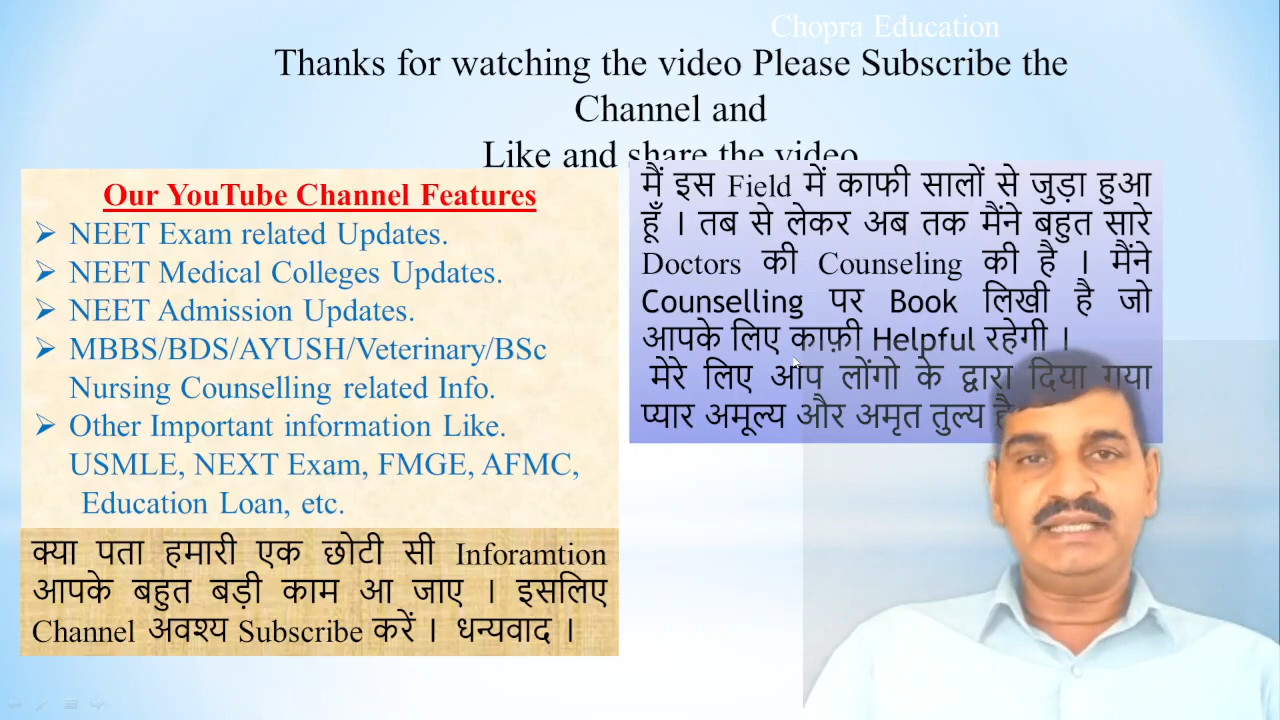 Chopra Education
Thanks for watching the video Please Subscribe the
Channel and
Like and share the video
Our YouTube Channel Features
➢ NEET Exam related Updates.
➢ NEET Medical Colleges Updates.
➢ NEET Admission Updates.
➢ MBBS/BDS/AYUSH/Veterinary/BSc
Nursing Counselling related Info.
➢ Other Important information Like.
USMLE, NEXT Exam, FMGE, AFMC,
Education Loan, etc.
क्या पता हमारी एक छोटी सी Inforamtion
आपके बहुत बड़ी काम आ जाए । इसलिए
Channel अवश्य Subscribe करें । धन्यवाद ।
मैं इस Field में काफी सालों से जुड़ा हुआ
हूँ । तब से लेकर अब तक मैंने बहुत सारे
Doctors की Counseling की है । मैंने
Counselling पर Book लिखी है जो
आपके लिए काफ़ी Helpful रहेगी ।
मेरे लिए आप लोंगो के द्वारा दिया गया
प्यार अमूल्य और अमृत तुल्य है